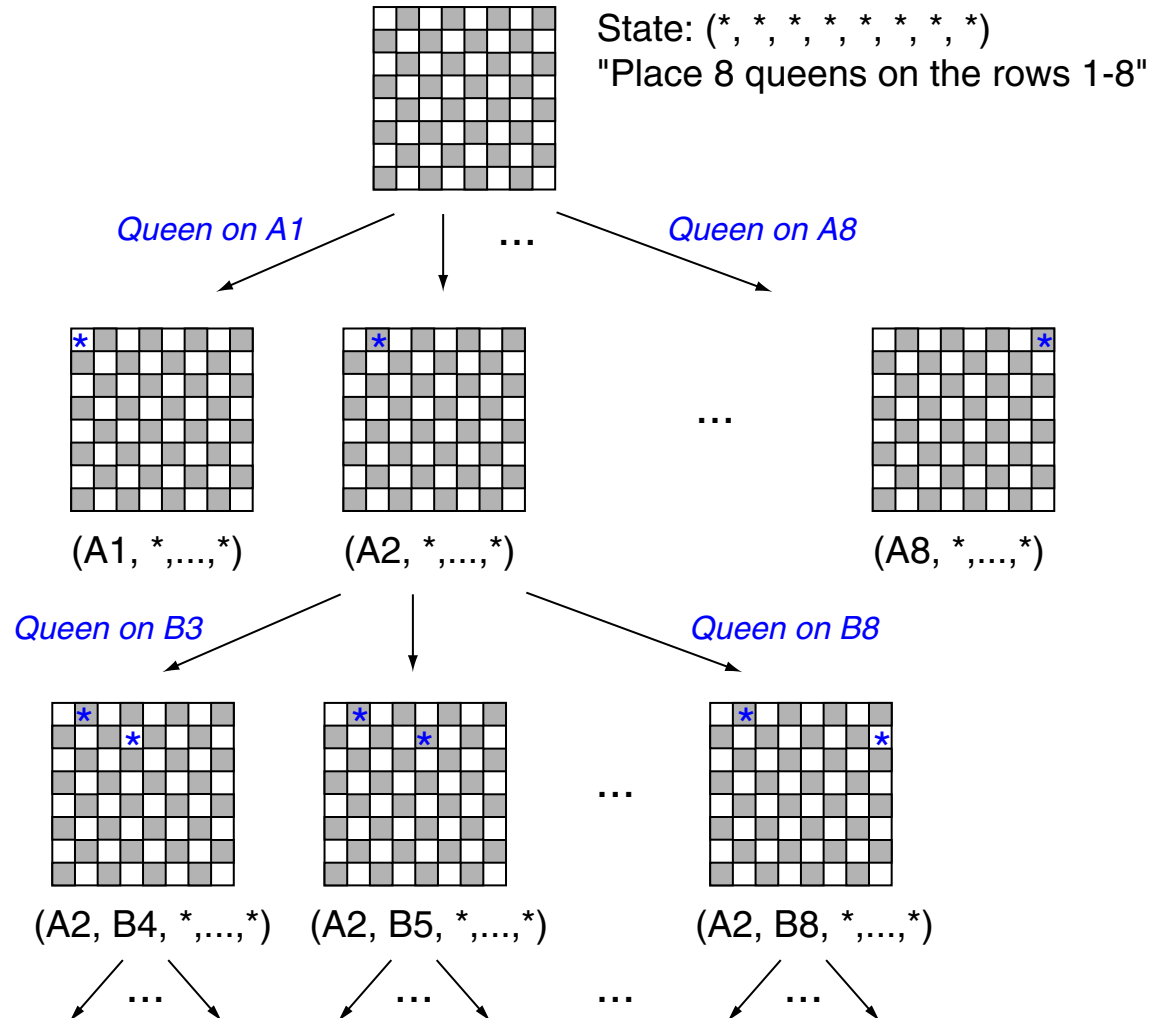 State: (*, *, *, *, *, *, *, *)
"Place 8 queens on the rows 1-8"
Queen on A1
...
Queen on A8
*
*
...
*
(A1, *,...,*)
(A2, *,...,*)
(A8, *,...,*)
Queen on B3
Queen on B8
*
*
*
*
...
*
*
(A2, B4, *,...,*)
(A2, B5, *,...,*)
(A2, B8, *,...,*)
...
...
...
...